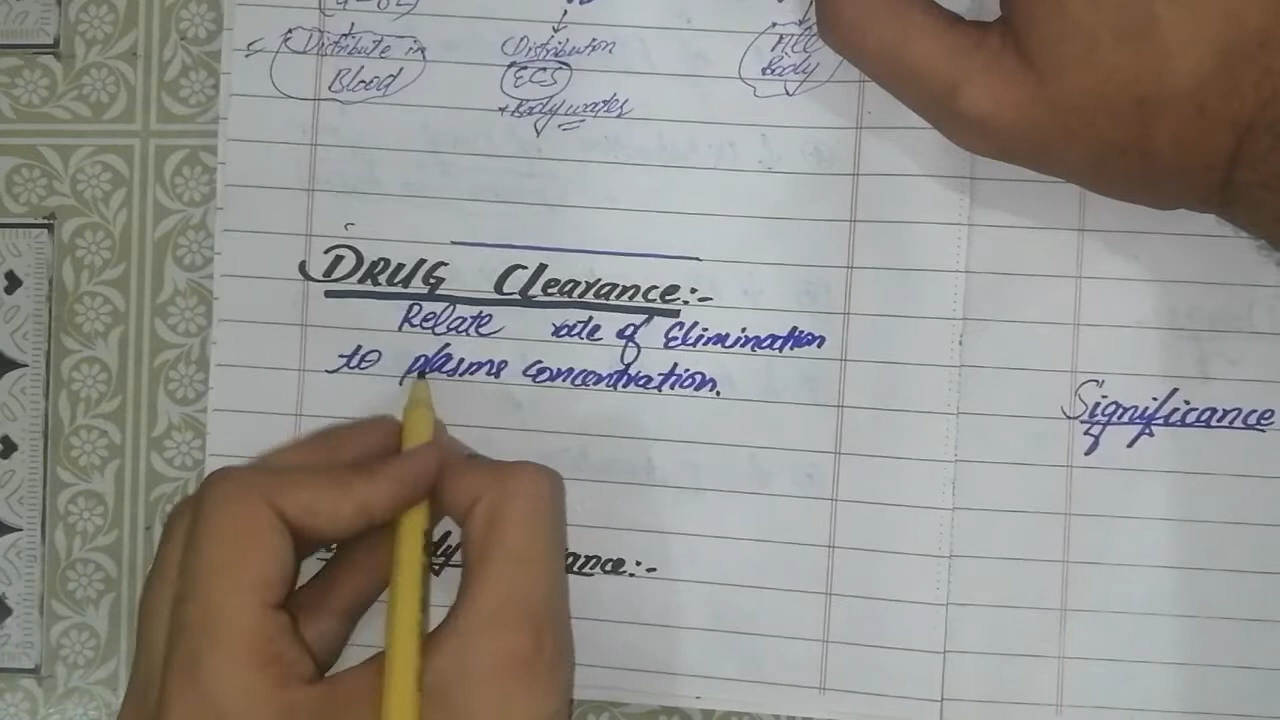 Distribute in
Blood
Distribution
ECS
+ Body water
All
Body
DRUG Clearance:-
Relate rate of Elimination
to plasma concentration.
Significance